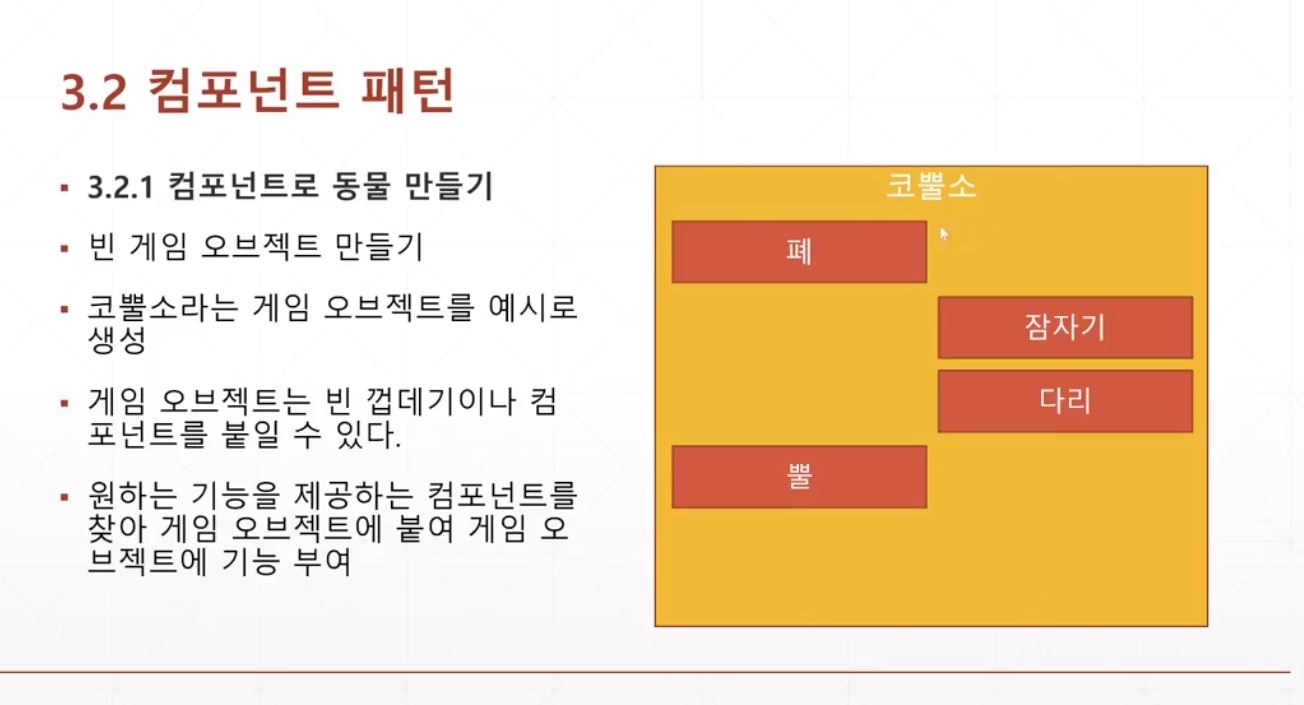 3.2 컴포넌트 패턴
3.2.1 컴포넌트로 동물 만들기
빈 게임 오브젝트 만들기
코뿔소라는 게임 오브젝트를 예시로
생성
게임 오브젝트는 빈 껍데기이나 컴
포넌트를 붙일 수 있다.
원하는 기능을 제공하는 컴포넌트를
찾아 게임 오브젝트에 붙여 게임 오
브젝트에 기능 부여
코뿔소
폐
잠자기
다리
뿔